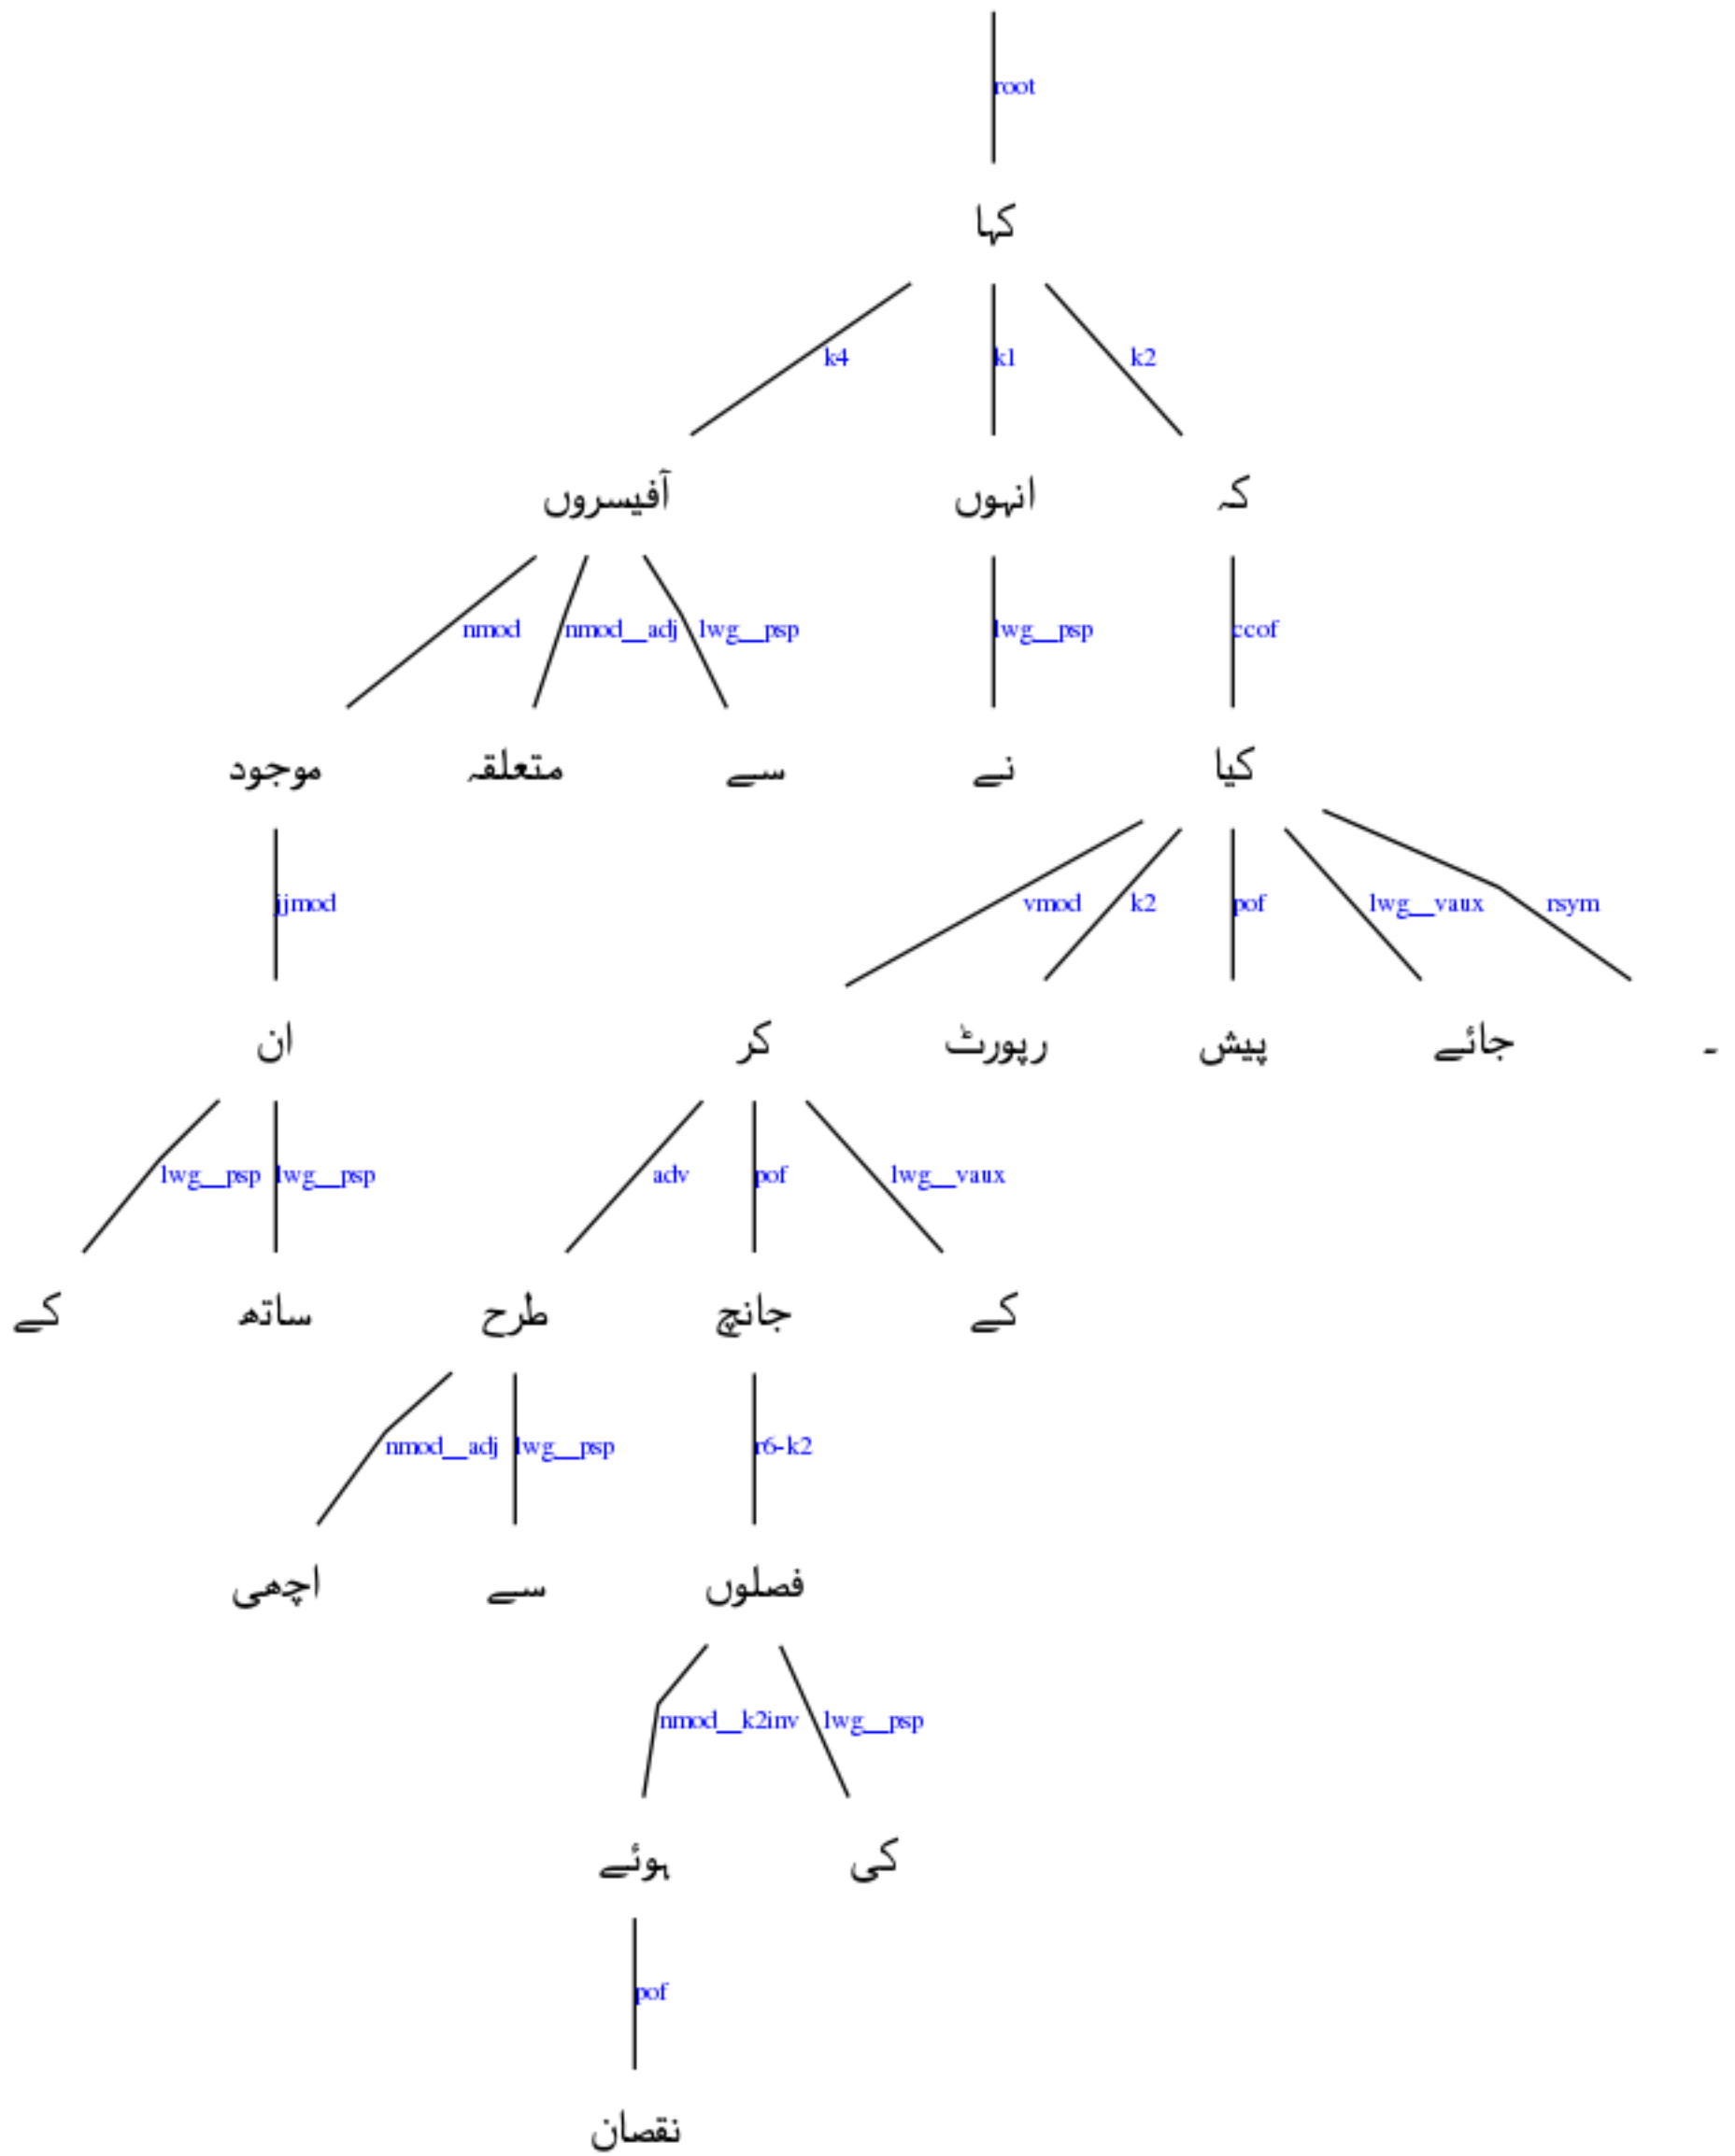 root
کہا
k4 k1 k2
آفیسروں انہوں کہ
nmod nmod__adj lwg__psp lwg__psp ccof
موجود متعلقہ سے نے کیا
jjmod vmod k2 pof lwg__vaux rsym
ان کر رپورٹ پیش جائے ۔
lwg__psp lwg__psp adv pof lwg__vaux
کے ساتھ طرح جانچ کے
nmod__adj lwg__psp r6-k2
اچھی سے فصلوں
nmod__k2inv lwg__psp
ہوئے کی
pof
نقصان